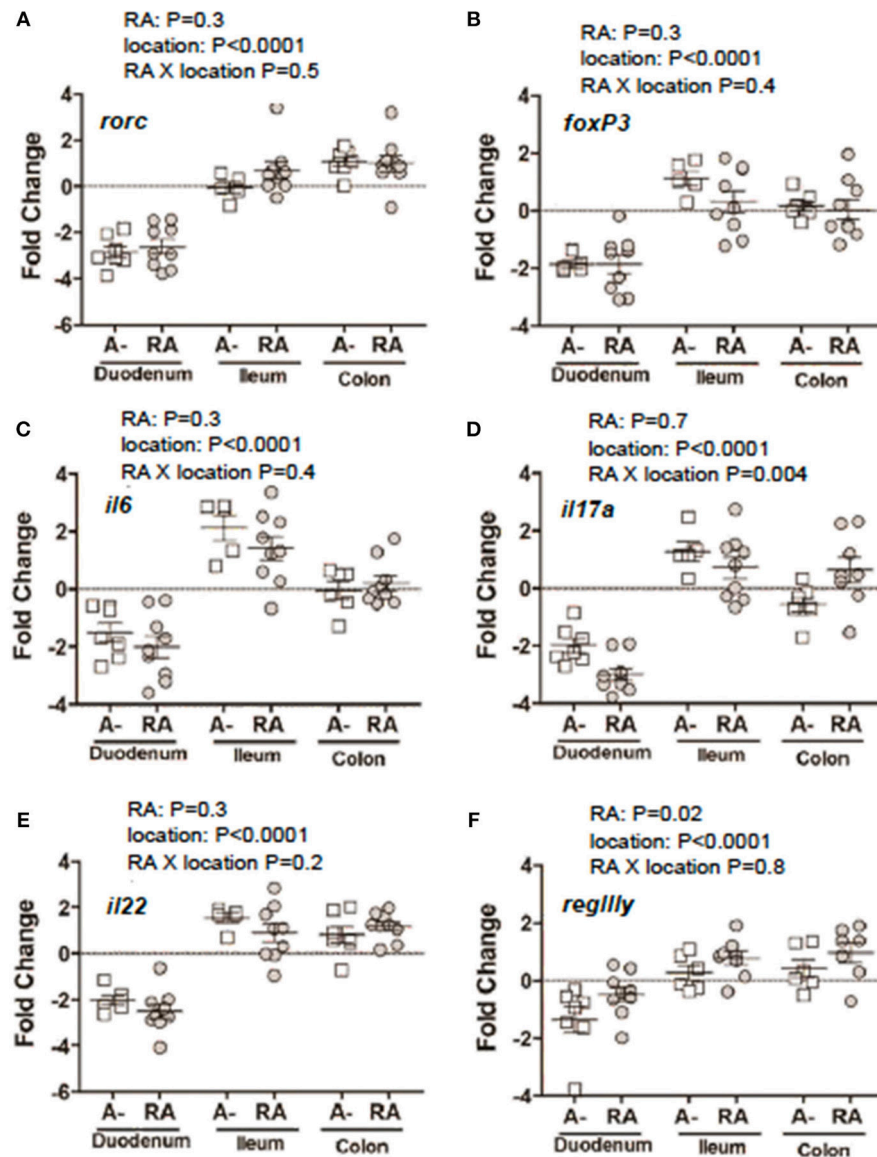 A
RA: P=0.3
location: P<0.0001
RA X location P=0.5
rorc
Fold Change
4
2
0
-2
-4
-6
A- RA A- RA A- RA
Duodenum Ileum Colon
B
RA: P=0.3
location: P<0.0001
RA X location P=0.4
foxP3
Fold Change
4
2
0
-2
-4
A- RA A- RA A- RA
Duodenum Ileum Colon
C
RA: P=0.3
location: P<0.0001
RA X location P=0.4
il6
Fold Change
4
2
0
-2
-4
A- RA A- RA A- RA
Duodenum Ileum Colon
D
RA: P=0.7
location: P<0.0001
RA X location P=0.004
il17a
Fold Change
4
2
0
-2
-4
A- RA A- RA A- RA
Duodenum Ileum Colon
E
RA: P=0.3
location: P<0.0001
RA X location P=0.2
il22
Fold Change
4
2
0
-2
-4
-6
A- RA A- RA A- RA
Duodenum Ileum Colon
F
RA: P=0.02
location: P<0.0001
RA X location P=0.8
regIIIy
Fold Change
4
2
0
-2
-4
A- RA A- RA A- RA
Duodenum Ileum Colon